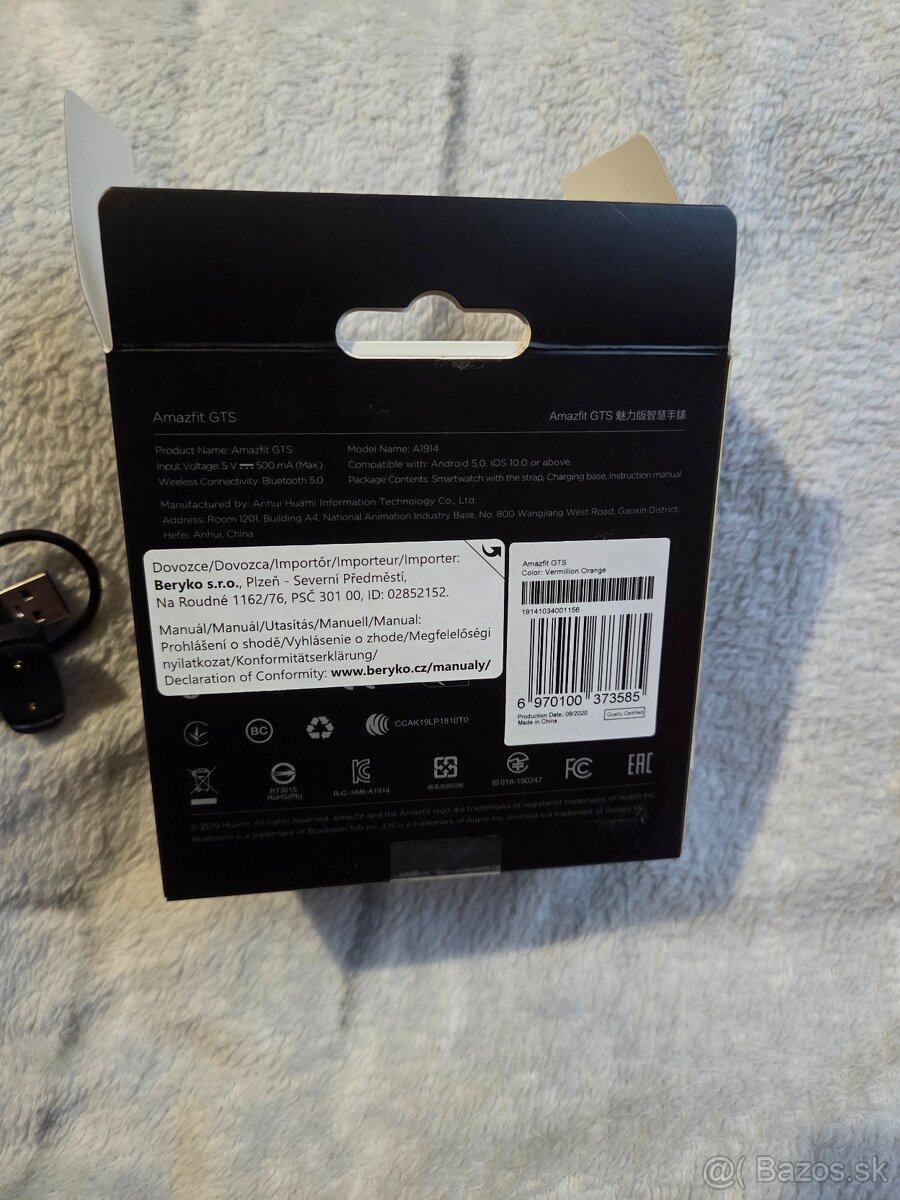 Amazfit GTS
Amazfit GTS 魅力版智慧手錶
Product Name: Amazfit GTS
Model Name: A1914
Input Voltage: 5 V ⎓ 500 mA (Max.)
Compatible with: Android 5.0, iOS 10.0 or above
Wireless Connectivity: Bluetooth 5.0
Package Contents: Smartwatch with the strap, Charging base, Instruction manual
Manufactured by: Anhui Huami Information Technology Co., Ltd.
Address: Room 1201, Building A4, National Animation Industry Base, No. 800 Wangjiang West Road, Gaoxin District,
Hefei, Anhui, China
Dovozce/Dovozca/Importőr/Importeur/Importer:
Beryko s.r.o., Plzeň - Severní Předměstí,
Na Roudné 1162/76, PSČ 301 00, ID: 02852152.
Manuál/Manuál/Utasítás/Manuell/Manual:
Prohlášení o shodě/Vyhlásenie o zhode/Megfelelőségi
nyilatkozat/Konformitätserklärung/
Declaration of Conformity: www.beryko.cz/manualy/
Amazfit GTS
Color: Vermillion Orange
19141034001156
6 970100 373585
Production Date: 08/2020
Made in China
Quality Certified
BC
CCAK19LP1810T0
R73615
RoHS(Pb)
R-C- hM6-A1914
廢電池請回收
018-190247
FC
EAC
© 2019 Huami. All rights reserved. Amazfit and the Amazfit logo are trademarks or registered trademarks of Huami Inc.
Bluetooth is a trademark of Bluetooth SIG Inc. iOS is a trademark of Apple Inc. Android is a trademark of Google Inc.
@( Bazos.sk